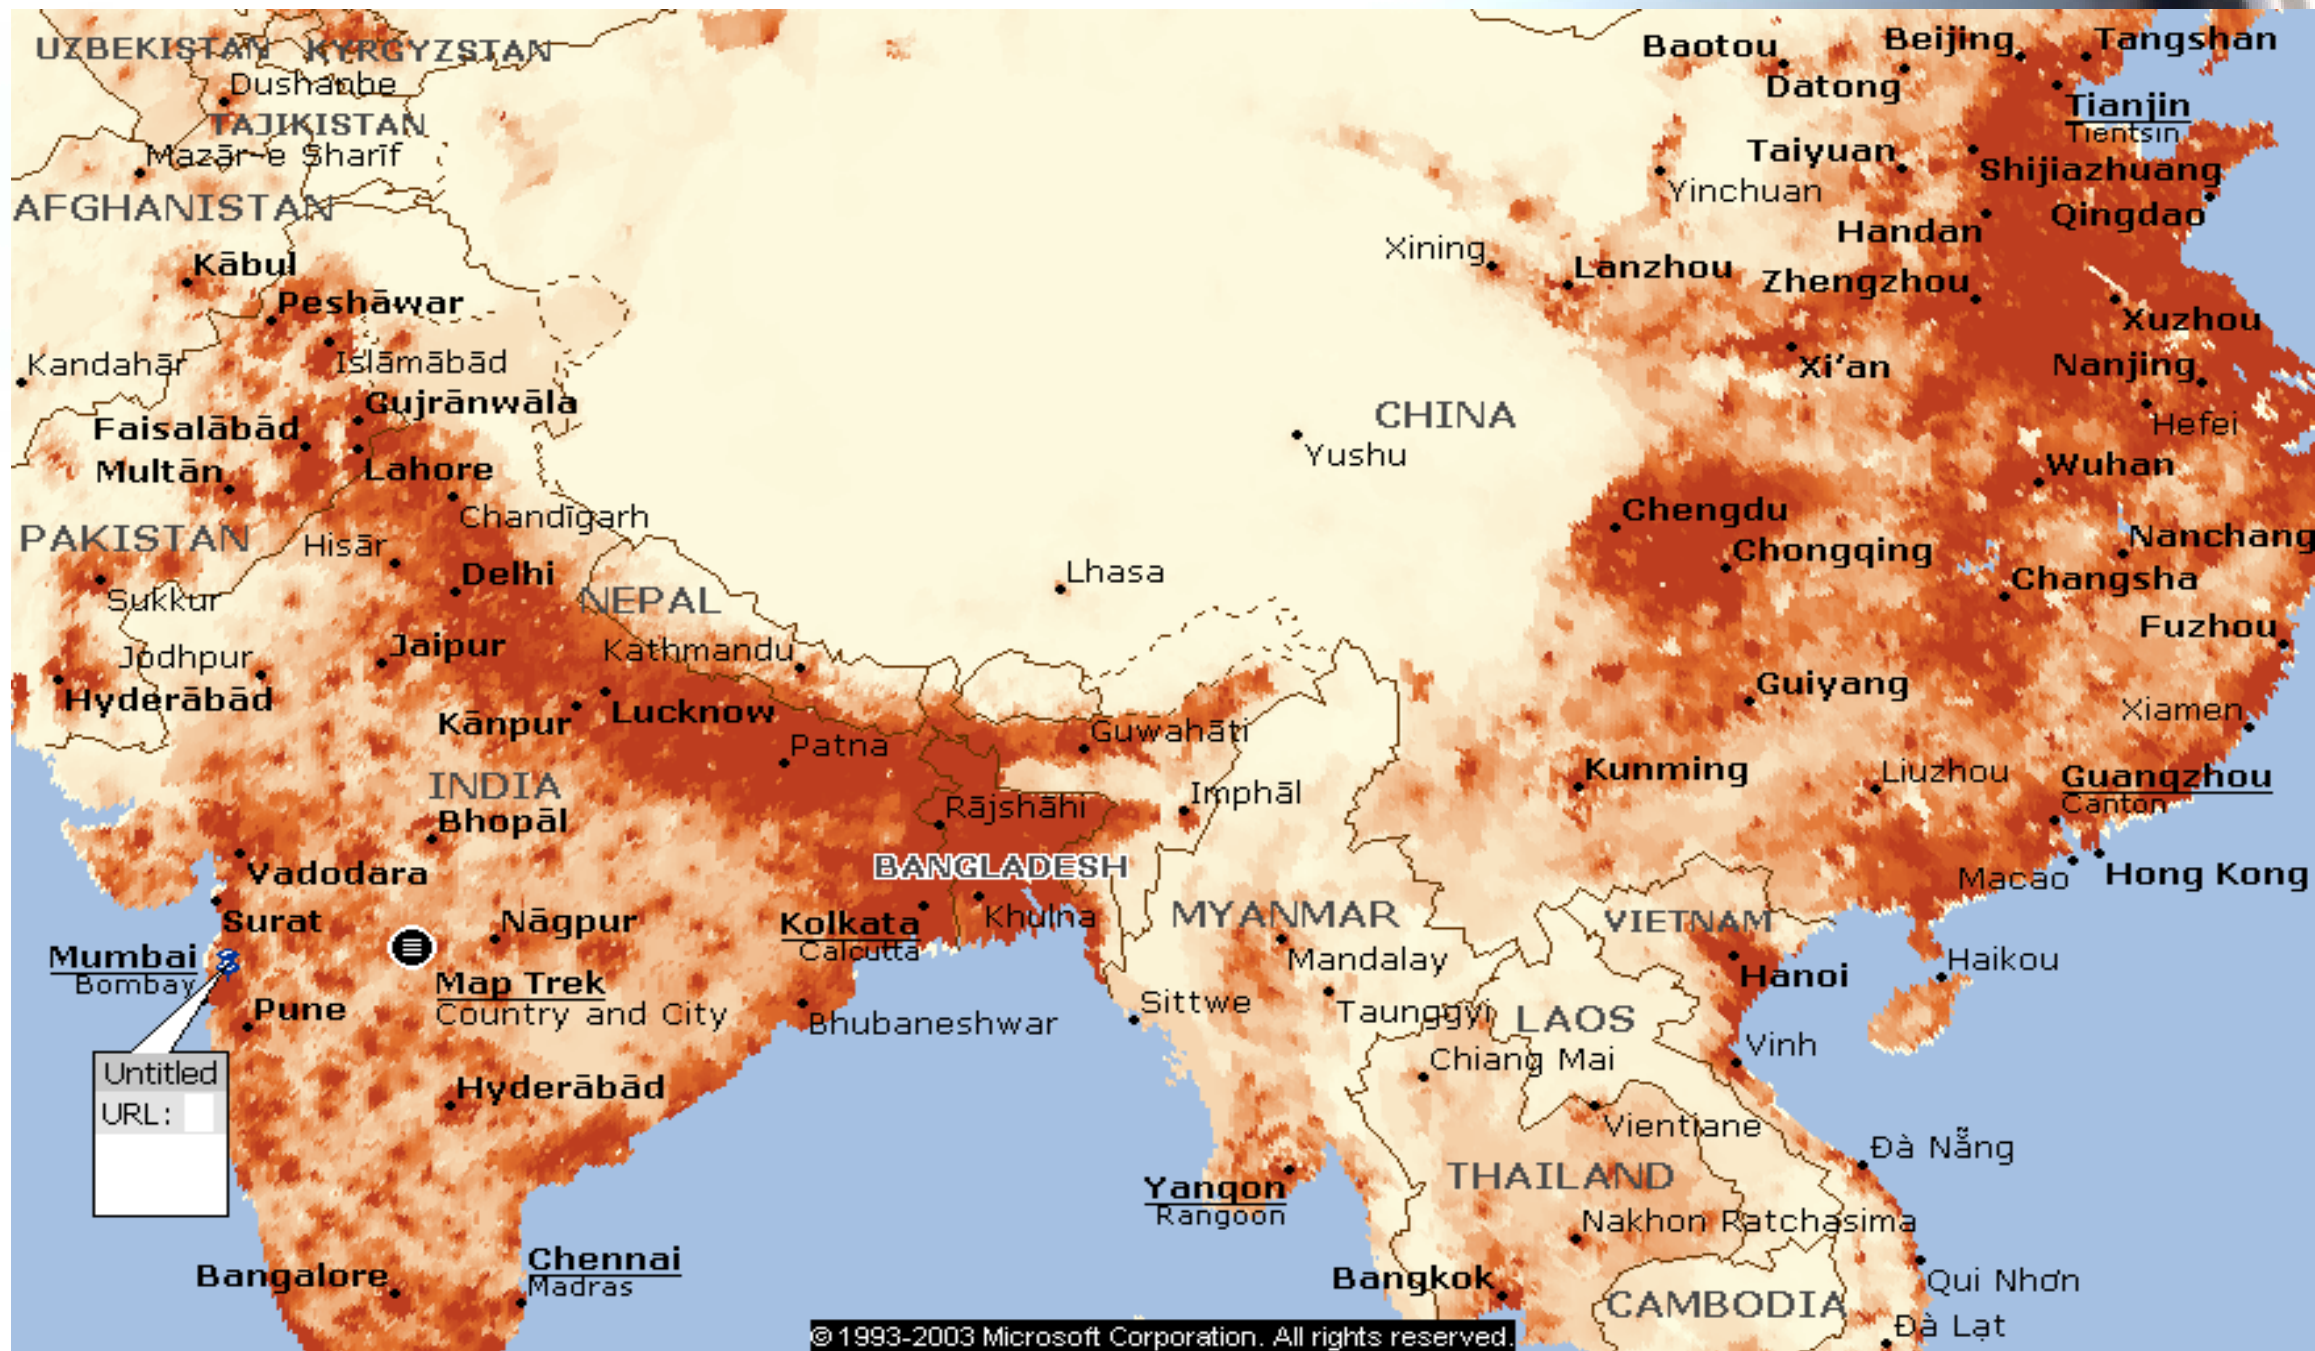 UZBEKISTAN
KYRGYZSTAN
Baotou
Beijing
Tangshan
Dushanbe
Datong
Tianjin
Tientsin
TAJIKISTAN
Mazār-e Sharīf
Taiyuan
Shijiazhuang
Yinchuan
AFGHANISTAN
Qingdao
Handan
Xining
Kābul
Lanzhou
Zhengzhou
Peshāwar
Xuzhou
Kandahār
Islāmābād
Xi'an
Nanjing
Gujrānwāla
CHINA
Faisalābād
Hefei
Yushu
Multān
Lahore
Wuhan
Chandīgarh
Chengdu
PAKISTAN
Hisār
Nanchang
Chongqing
Delhi
Lhasa
Changsha
Sukkur
NEPAL
Fuzhou
Jaipur
Kathmandu
Jodhpur
Guiyang
Hyderābād
Lucknow
Xiamen
Kānpur
Guwāhāti
Patna
Kunming
Liuzhou
Guangzhou
Canton
INDIA
Imphāl
Rājshāhi
Bhopāl
BANGLADESH
Vadodara
Macao
Hong Kong
Surat
Nāgpur
Kolkata
Calcutta
Khulna
MYANMAR
VIETNAM
Mumbai
Bombay
Mandalay
Haikou
Map Trek
Country and City
Hanoi
Pune
Sittwe
Taunggyi
LAOS
Bhubaneshwar
Vinh
Chiang Mai
Untitled
URL:
Hyderābād
Vientiane
Đà Nẵng
THAILAND
Yangon
Rangoon
Nakhon Ratchasima
Chennai
Madras
Bangalore
Bangkok
Qui Nhơn
CAMBODIA
Đà Lạt
© 1993-2003 Microsoft Corporation. All rights reserved.